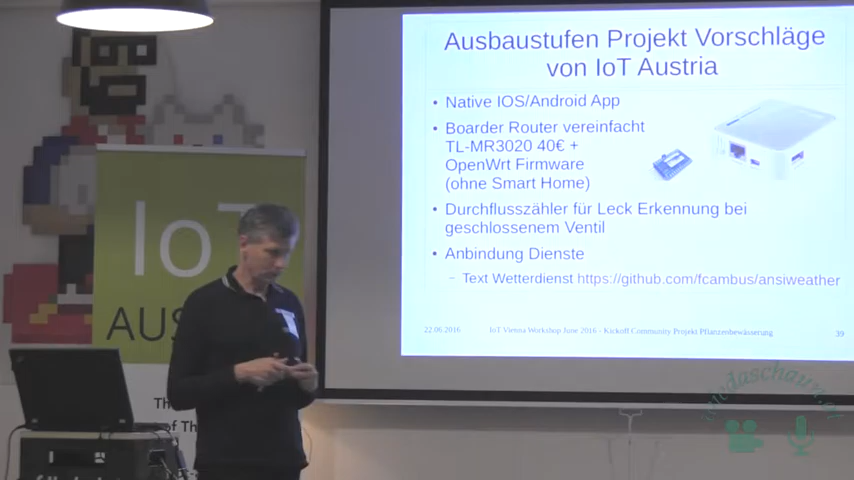 Ausbaustufen Projekt Vorschläge
von IoT Austria
• Native IOS/Android App
• Boarder Router vereinfacht
TL-MR3020 40€ +
OpenWrt Firmware
(ohne Smart Home)
• Durchflusszähler für Leck Erkennung bei
geschlossenem Ventil
• Anbindung Dienste
– Text Wetterdienst https://github.com/fcambus/ansiweather
22.06.2016
IoT Vienna Workshop June 2016 - Kickoff Community Projekt Pflanzenbewässerung
39
IoT
AUS